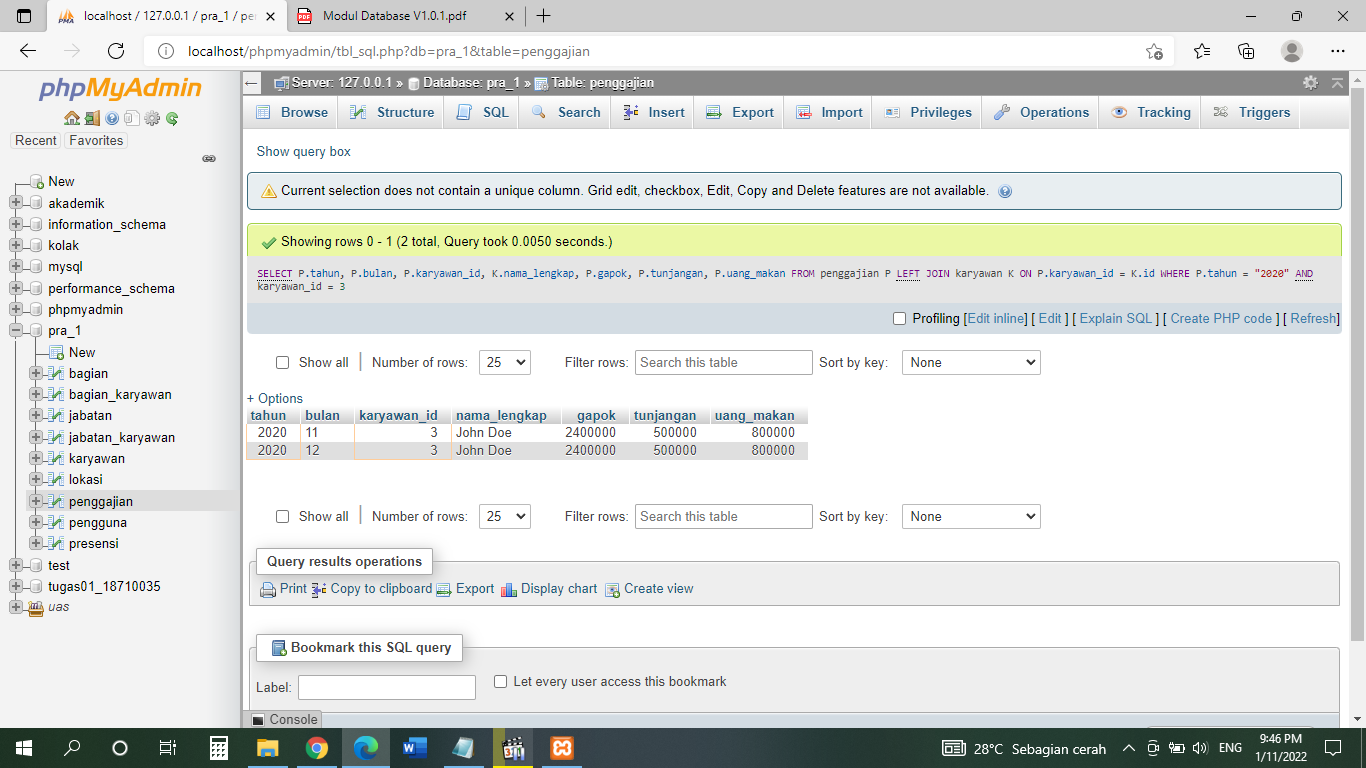 localhost / 127.0.0.1 / pra_1 / pe
Modul Database V1.0.1.pdf
localhost/phpmyadmin/tbl_sql.php?db=pra_1&table=penggajian
phpMyAdmin
Recent Favorites
New
akademik
information_schema
kolak
mysql
performance_schema
phpmyadmin
pra_1
New
bagian
bagian_karyawan
jabatan
jabatan_karyawan
karyawan
lokasi
penggajian
pengguna
presensi
test
tugas01_18710035
uas
Server: 127.0.0.1 » Database: pra_1 » Table: penggajian
Browse Structure SQL Search Insert Export Import Privileges Operations Tracking Triggers
Show query box
Current selection does not contain a unique column. Grid edit, checkbox, Edit, Copy and Delete features are not available.
Showing rows 0 - 1 (2 total, Query took 0.0050 seconds.)
SELECT P.tahun, P.bulan, P.karyawan_id, K.nama_lengkap, P.gapok, P.tunjangan, P.uang_makan FROM penggajian P LEFT JOIN karyawan K ON P.karyawan_id = K.id WHERE P.tahun = "2020" AND
karyawan_id = 3
Profiling [Edit inline] [ Edit ] [ Explain SQL ] [ Create PHP code ] [ Refresh]
Show all | Number of rows: 25 Filter rows: Search this table Sort by key: None
+ Options
tahun bulan karyawan_id nama_lengkap gapok tunjangan uang_makan
2020 11 3 John Doe 2400000 500000 800000
2020 12 3 John Doe 2400000 500000 800000
Show all | Number of rows: 25 Filter rows: Search this table Sort by key: None
Query results operations
Print Copy to clipboard Export Display chart Create view
Bookmark this SQL query
Label: Let every user access this bookmark
Console
28°C Sebagian cerah ENG 9:46 PM
1/11/2022